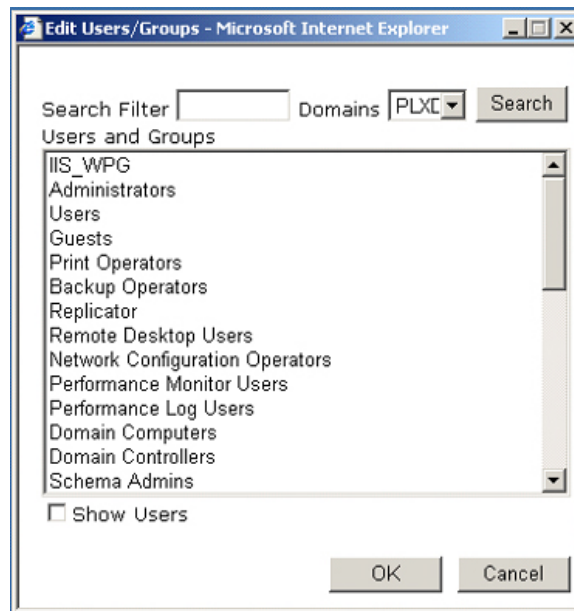 Edit Users/Groups - Microsoft Internet Explorer
Search Filter Domains PLXD Search
Users and Groups
IIS_WPG
Administrators
Users
Guests
Print Operators
Backup Operators
Replicator
Remote Desktop Users
Network Configuration Operators
Performance Monitor Users
Performance Log Users
Domain Computers
Domain Controllers
Schema Admins
Show Users
OK Cancel